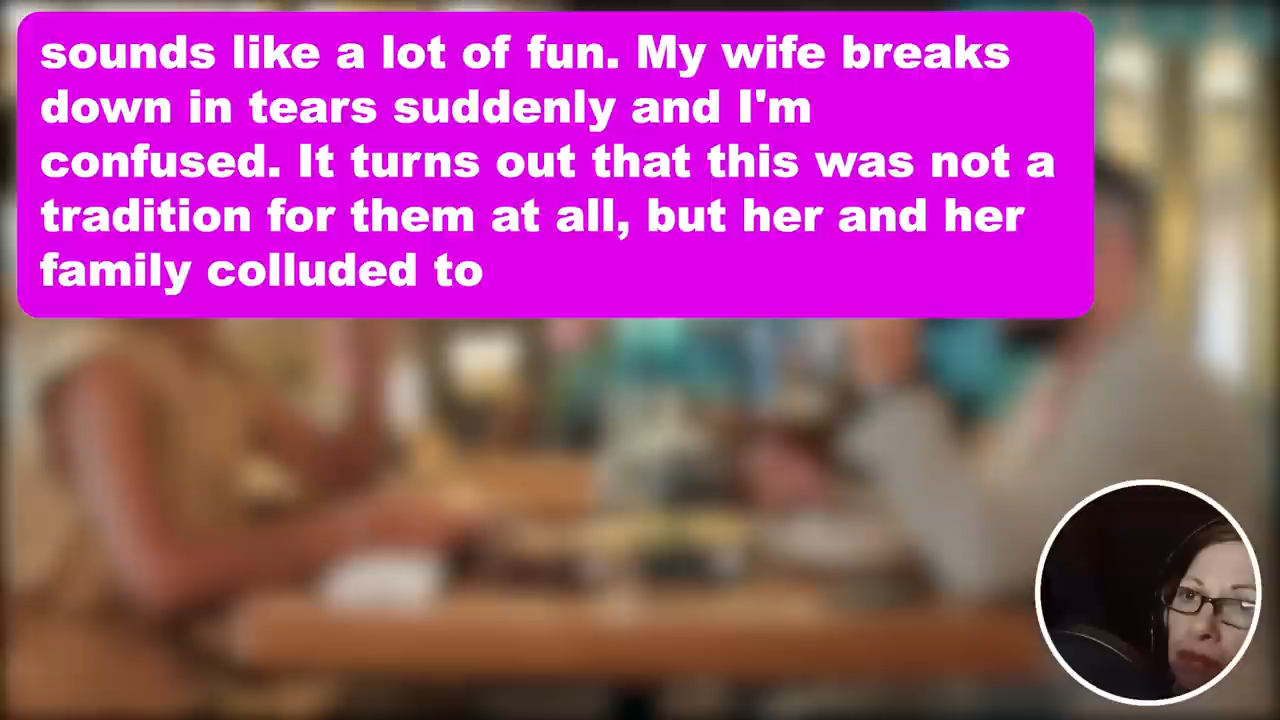 sounds like a lot of fun. My wife breaks
down in tears suddenly and I'm
confused. It turns out that this was not a
tradition for them at all, but her and her
family colluded to